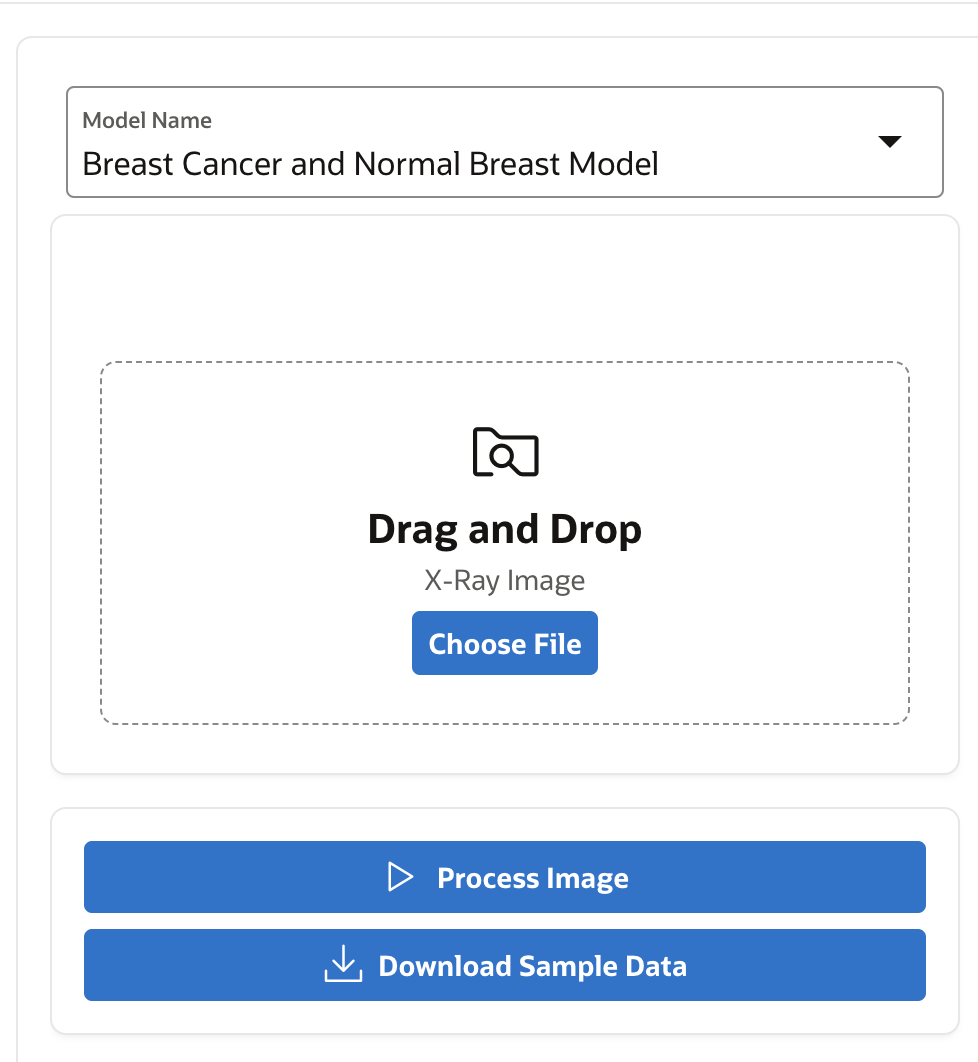 Model Name
Breast Cancer and Normal Breast Model
Drag and Drop
X-Ray Image
Choose File
Process Image
Download Sample Data